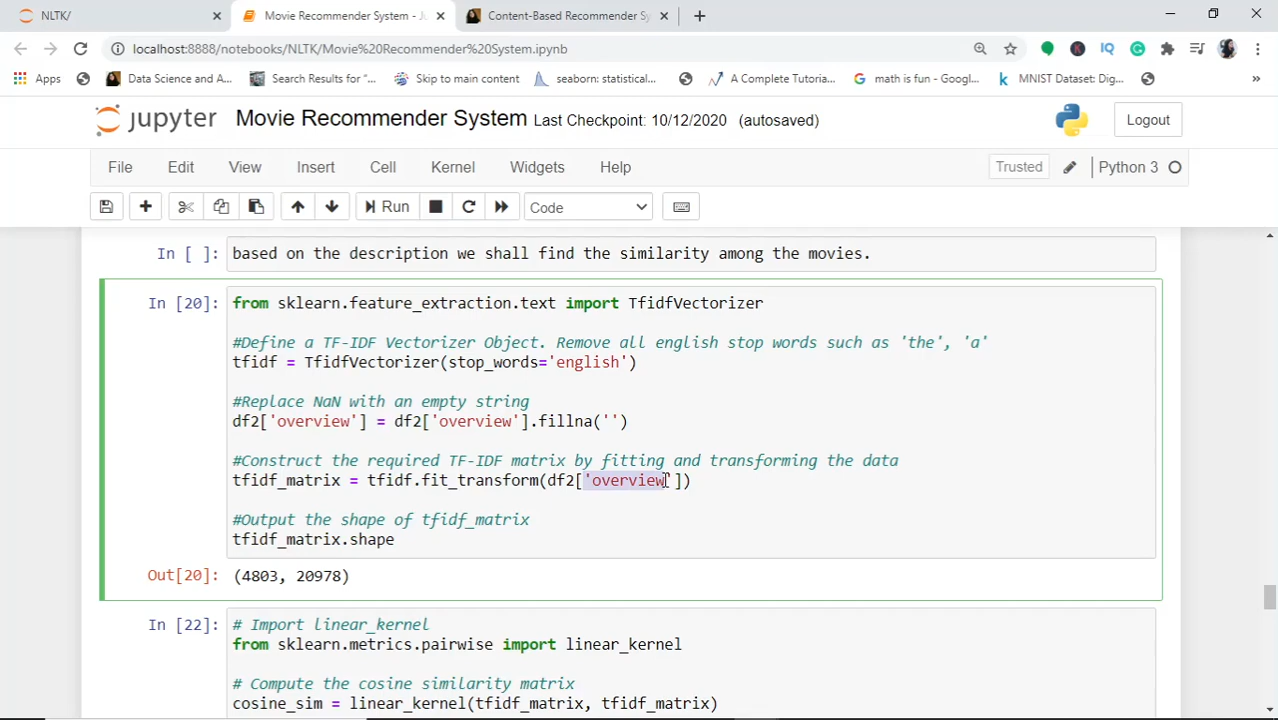 NLTK/
Movie Recommender System - Ju
Content-Based Recommender Sy
localhost:8888/notebooks/NLTK/Movie%20Recommender%20System.ipynb
Apps
Data Science and A...
Search Results for "...
Skip to main content
seaborn: statistical...
A Complete Tutoria...
math is fun - Googl...
MNIST Dataset: Dig...
»
jupyter Movie Recommender System Last Checkpoint: 10/12/2020 (autosaved)
Logout
File Edit View Insert Cell Kernel Widgets Help
Trusted
Python 3
Run
Code
In [ ]: based on the description we shall find the similarity among the movies.
In [20]: from sklearn.feature_extraction.text import TfidfVectorizer
#Define a TF-IDF Vectorizer Object. Remove all english stop words such as 'the', 'a'
tfidf = TfidfVectorizer(stop_words='english')
#Replace NaN with an empty string
df2['overview'] = df2['overview'].fillna('')
#Construct the required TF-IDF matrix by fitting and transforming the data
tfidf_matrix = tfidf.fit_transform(df2['overview'])
#Output the shape of tfidf_matrix
tfidf_matrix.shape
Out[20]: (4803, 20978)
In [22]: # Import linear_kernel
from sklearn.metrics.pairwise import linear_kernel
# Compute the cosine similarity matrix
cosine_sim = linear_kernel(tfidf_matrix, tfidf_matrix)